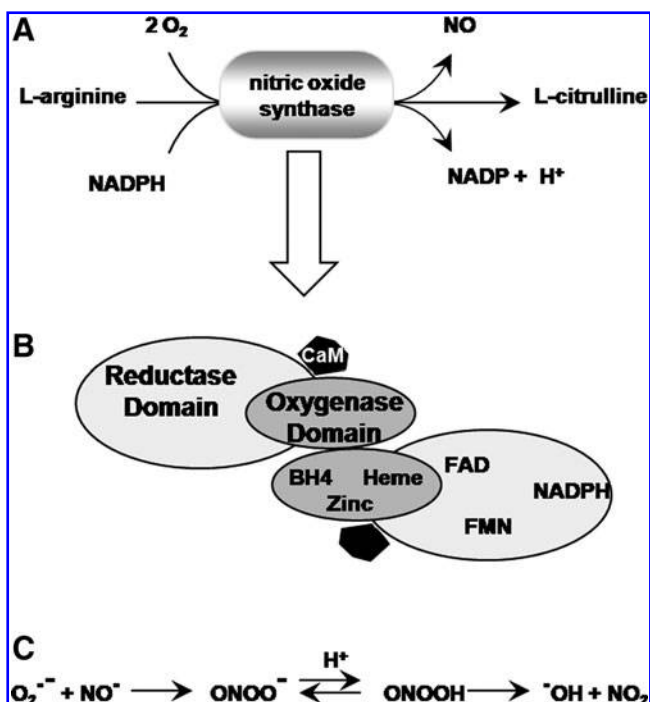 A
2 O₂
NO
L-arginine
nitric oxide
synthase
L-citrulline
NADPH
NADP + H⁺
B
CaM
Reductase
Domain
Oxygenase
Domain
BH4 Heme
Zinc
FAD
NADPH
FMN
C
H⁺
O₂⁻⁻ + NO⁻ → ONOO⁻ ⇄ ONOOH → ⁻OH + NO₂